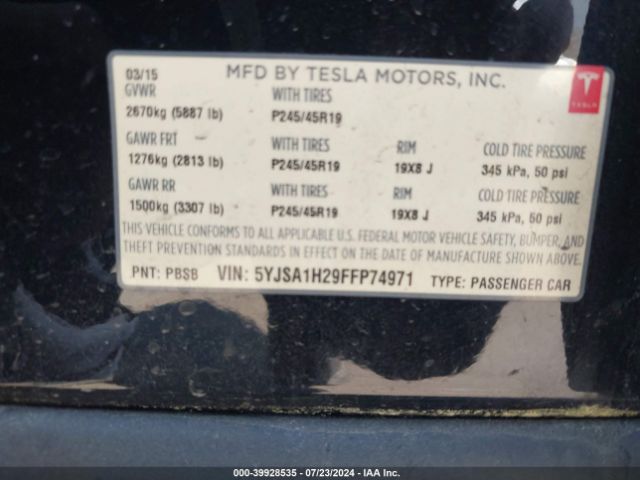 03/15 MFD BY TESLA MOTORS, INC.
GVWR WITH TIRES
2670kg (5887 lb) P245/45R19
TESLA
GAWR FRT WITH TIRES RIM COLD TIRE PRESSURE
1276kg (2813 lb) P245/45R19 19X8 J 345 kPa, 50 psi
GAWR RR WITH TIRES RIM COLD TIRE PRESSURE
1500kg (3307 lb) P245/45R19 19X8 J 345 kPa, 50 psi
THIS VEHICLE CONFORMS TO ALL APPLICABLE U.S. FEDERAL MOTOR VEHICLE SAFETY, BUMPER, AND
THEFT PREVENTION STANDARDS IN EFFECT ON THE DATE OF MANUFACTURE SHOWN ABOVE.
PNT: PBSB VIN: 5YJSA1H29FFP74971 TYPE: PASSENGER CAR
000-39928535 - 07/23/2024 - IAA Inc.